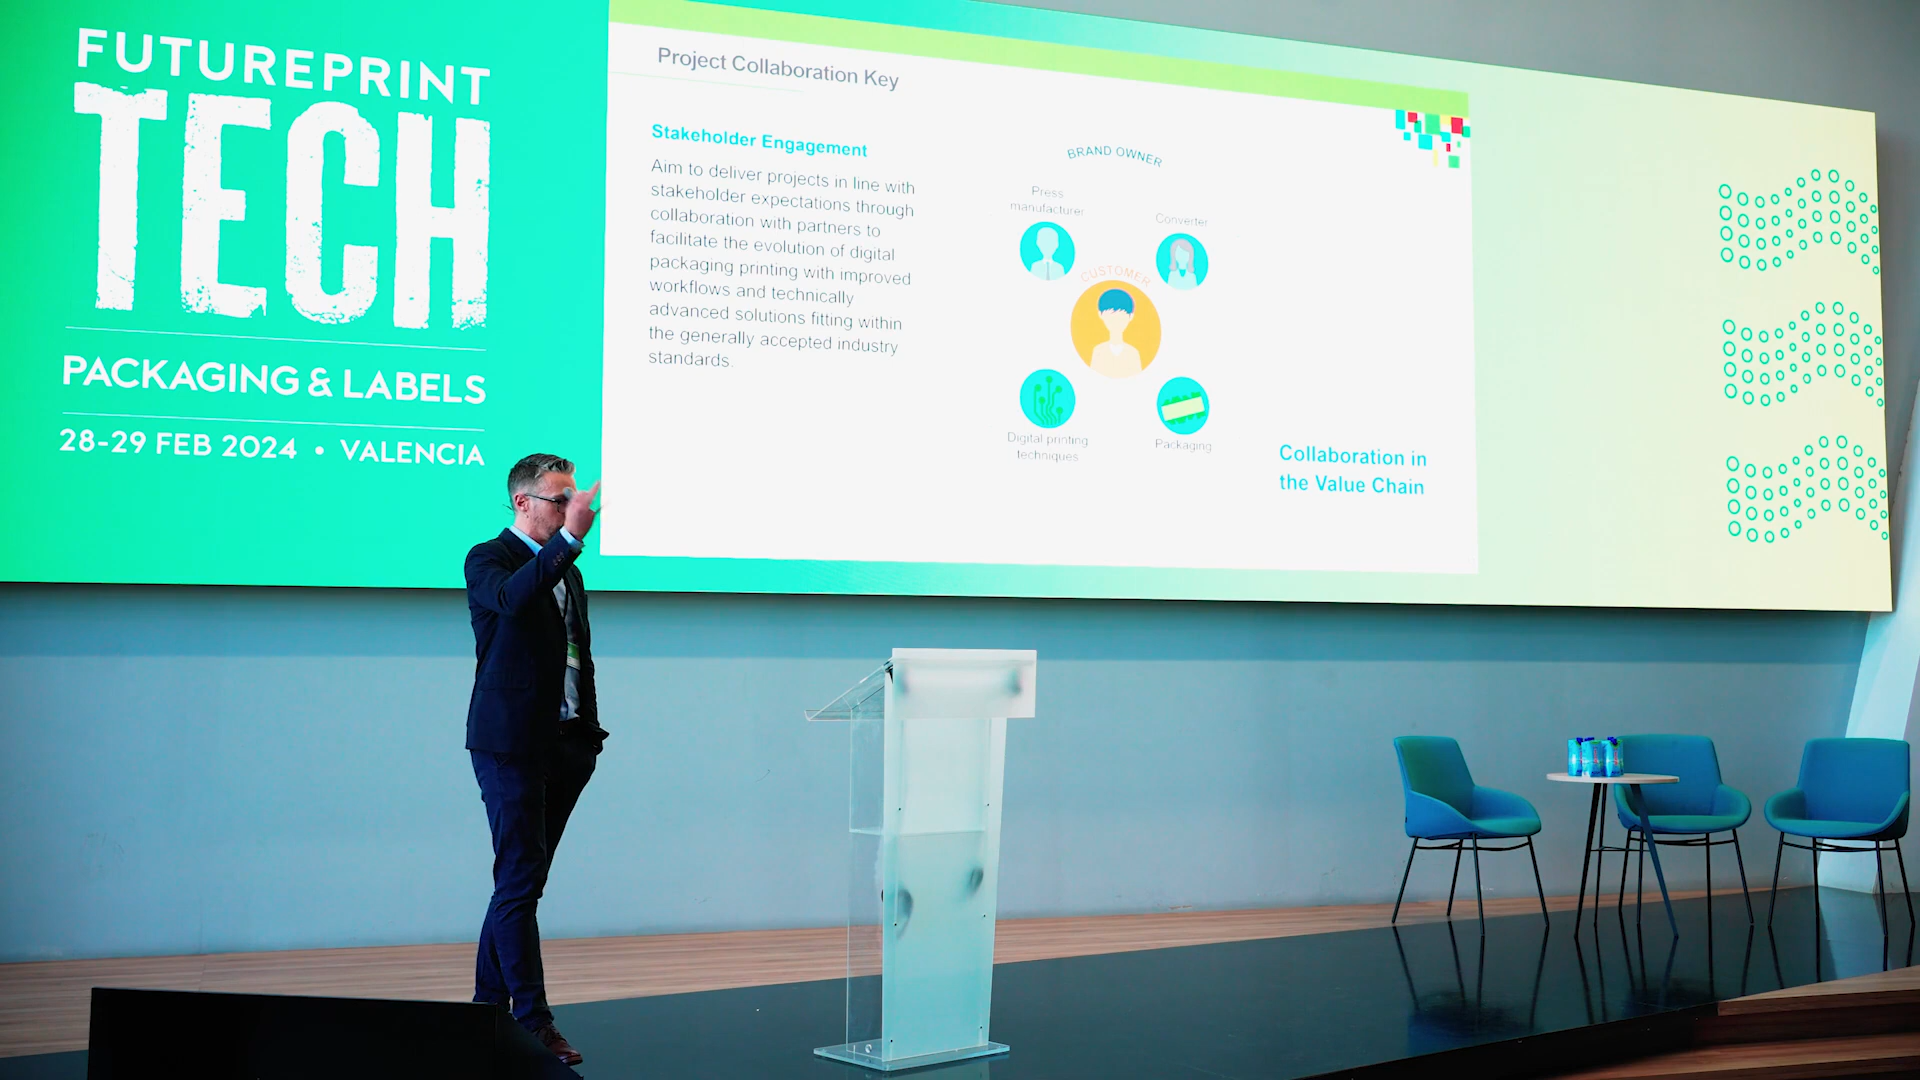 FUTUREPRINT
TECH
PACKAGING & LABELS
28-29 FEB 2024 • VALENCIA
Project Collaboration Key
Stakeholder Engagement
Aim to deliver projects in line with
stakeholder expectations through
collaboration with partners to
facilitate the evolution of digital
packaging printing with improved
workflows and technically
advanced solutions fitting within
the generally accepted industry
standards.
BRAND OWNER
Press
manufacturer
Converter
CUSTOMER
Digital printing
techniques
Packaging
Collaboration in
the Value Chain